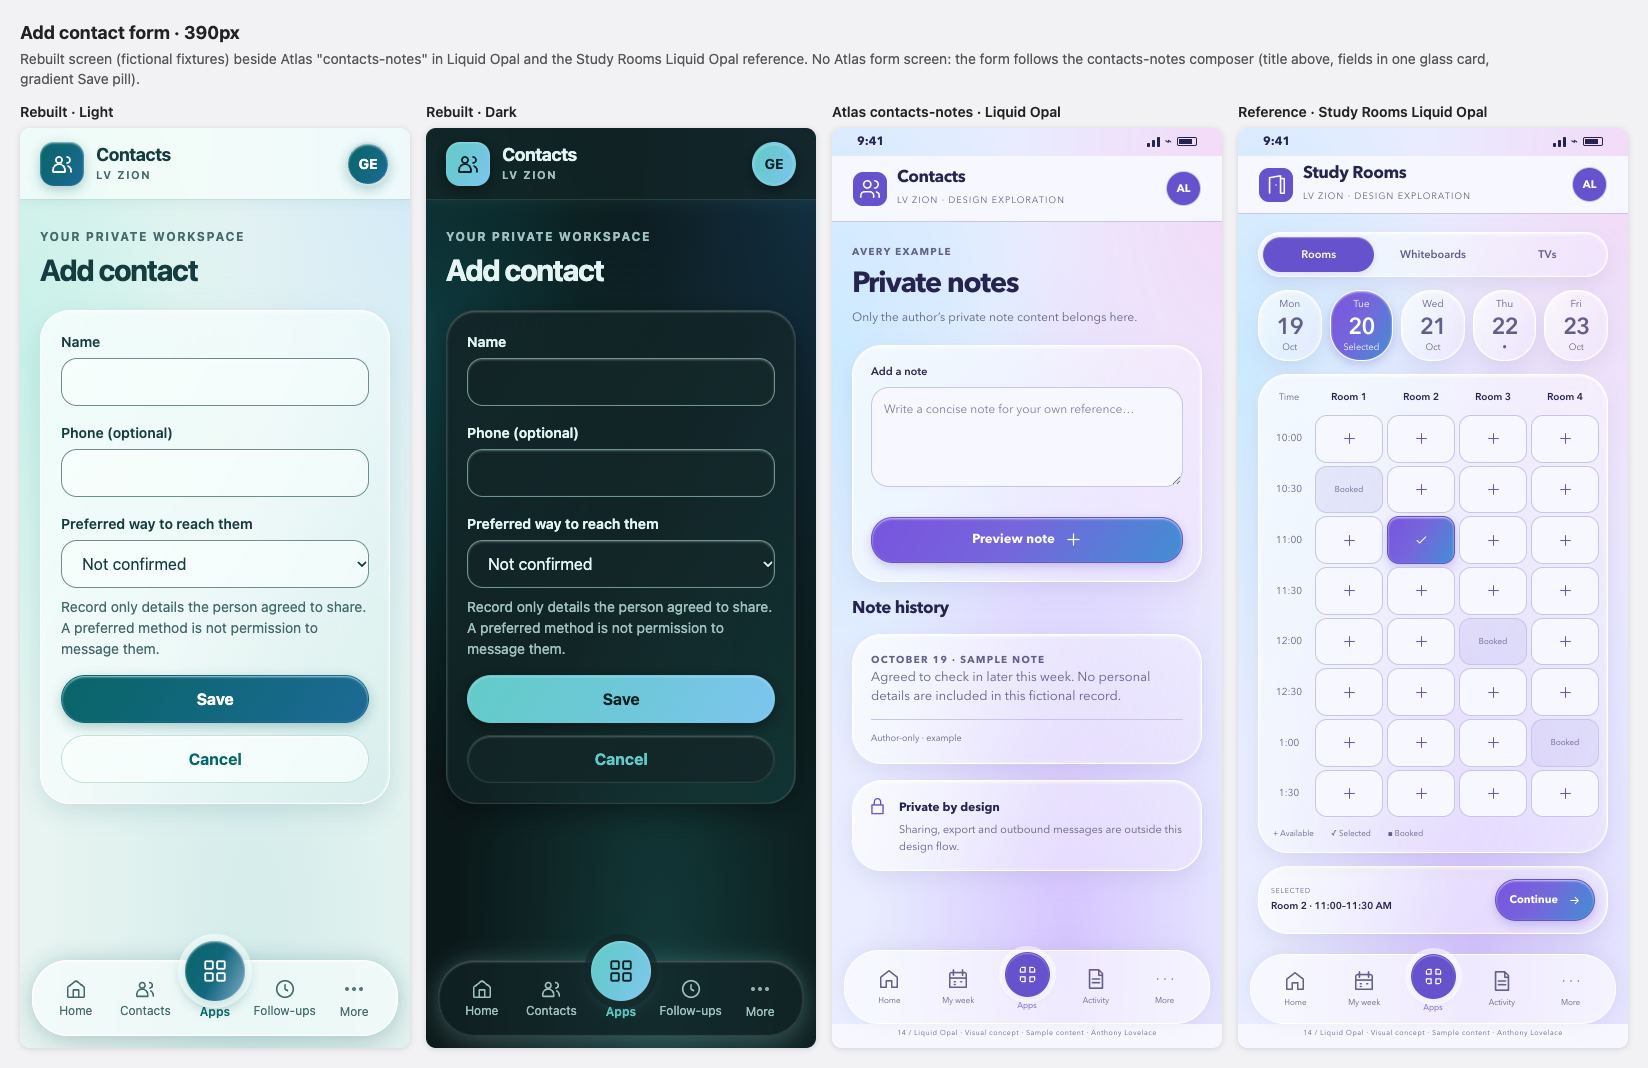 Add contact form · 390px
Rebuilt screen (fictional fixtures) beside Atlas "contacts-notes" in Liquid Opal and the Study Rooms Liquid Opal reference. No Atlas form screen: the form follows the contacts-notes composer (title above, fields in one glass card,
gradient Save pill).
Rebuilt · Light
Contacts
LV ZION
GE
YOUR PRIVATE WORKSPACE
Add contact
Name
Phone (optional)
Preferred way to reach them
Not confirmed
Record only details the person agreed to share.
A preferred method is not permission to
message them.
Save
Cancel
Home
Contacts
Apps
Follow-ups
More
Rebuilt · Dark
Contacts
LV ZION
GE
YOUR PRIVATE WORKSPACE
Add contact
Name
Phone (optional)
Preferred way to reach them
Not confirmed
Record only details the person agreed to share.
A preferred method is not permission to
message them.
Save
Cancel
Home
Contacts
Apps
Follow-ups
More
Atlas contacts-notes · Liquid Opal
9:41
Contacts
LV ZION · DESIGN EXPLORATION
AL
AVERY EXAMPLE
Private notes
Only the author's private note content belongs here.
Add a note
Write a concise note for your own reference…
Preview note
Note history
OCTOBER 19 · SAMPLE NOTE
Agreed to check in later this week. No personal
details are included in this fictional record.
Author-only · example
Private by design
Sharing, export and outbound messages are outside this
design flow.
Home
My week
Apps
Activity
More
14 / Liquid Opal · Visual concept · Sample content · Anthony Lovelace
Reference · Study Rooms Liquid Opal
9:41
Study Rooms
LV ZION · DESIGN EXPLORATION
AL
Rooms Whiteboards TVs
Mon Tue Wed Thu Fri
19 20 21 22 23
Oct Selected Oct • Oct
Time Room 1 Room 2 Room 3 Room 4
10:00 + + + +
10:30 Booked + + +
11:00 + ✓ + +
11:30 + + + +
12:00 + + Booked +
12:30 + + + +
1:00 + + + Booked
1:30 + + + +
+ Available ✓ Selected ■ Booked
SELECTED
Room 2 · 11:00–11:30 AM
Continue →
Home
My week
Apps
Activity
More
14 / Liquid Opal · Visual concept · Sample content · Anthony Lovelace